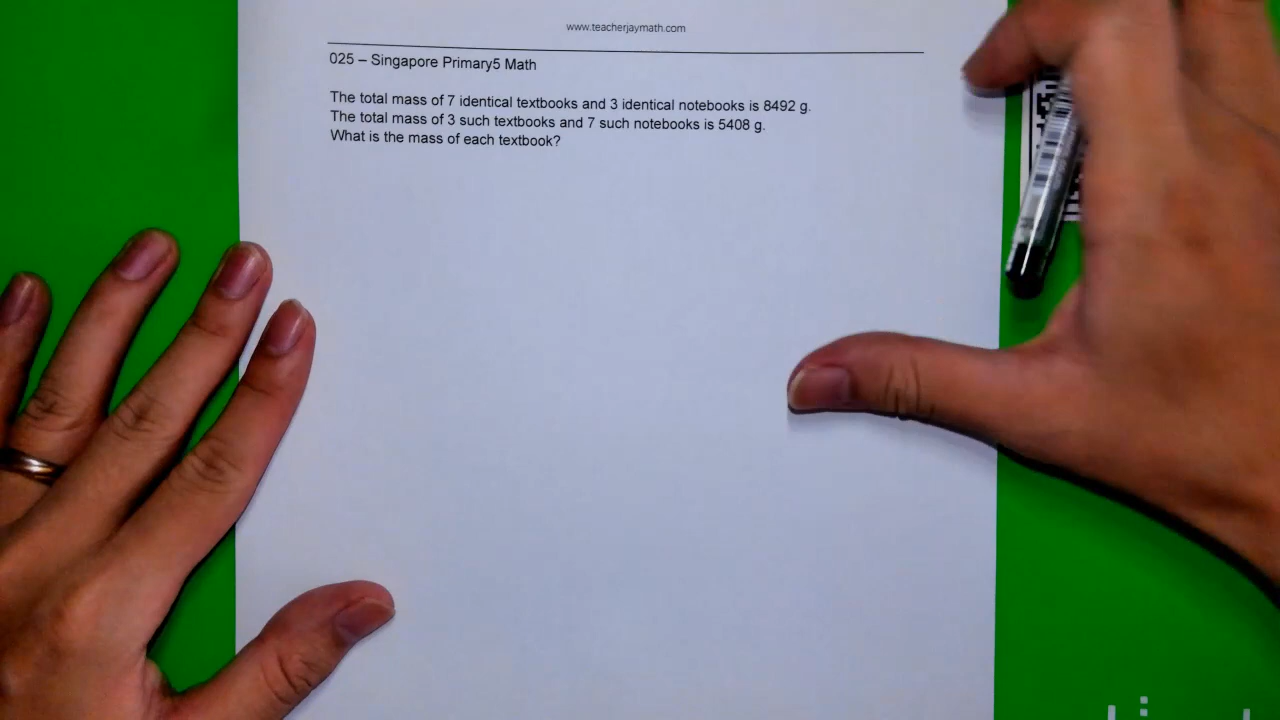 www.teacherjaymath.com
025 – Singapore Primary5 Math
The total mass of 7 identical textbooks and 3 identical notebooks is 8492 g.
The total mass of 3 such textbooks and 7 such notebooks is 5408 g.
What is the mass of each textbook?